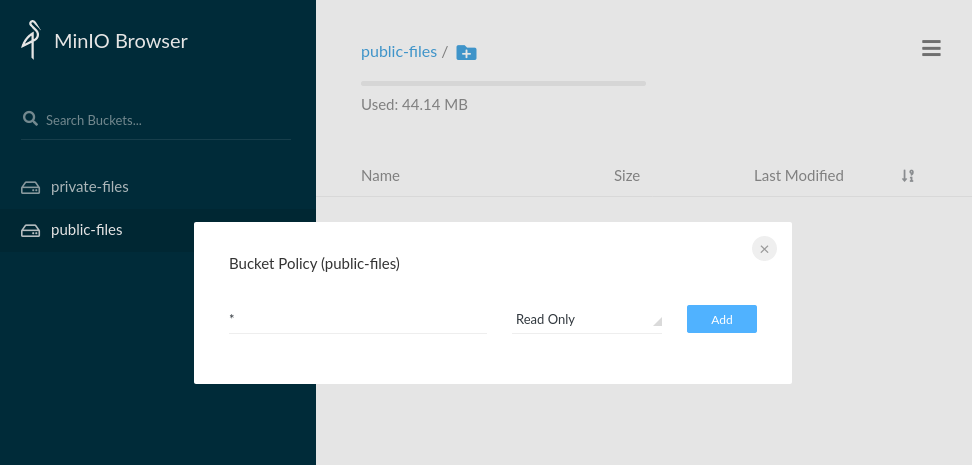 MinIO Browser
Search Buckets...
private-files
public-files
public-files /
Used: 44.14 MB
Name Size Last Modified
Bucket Policy (public-files)
* Read Only Add